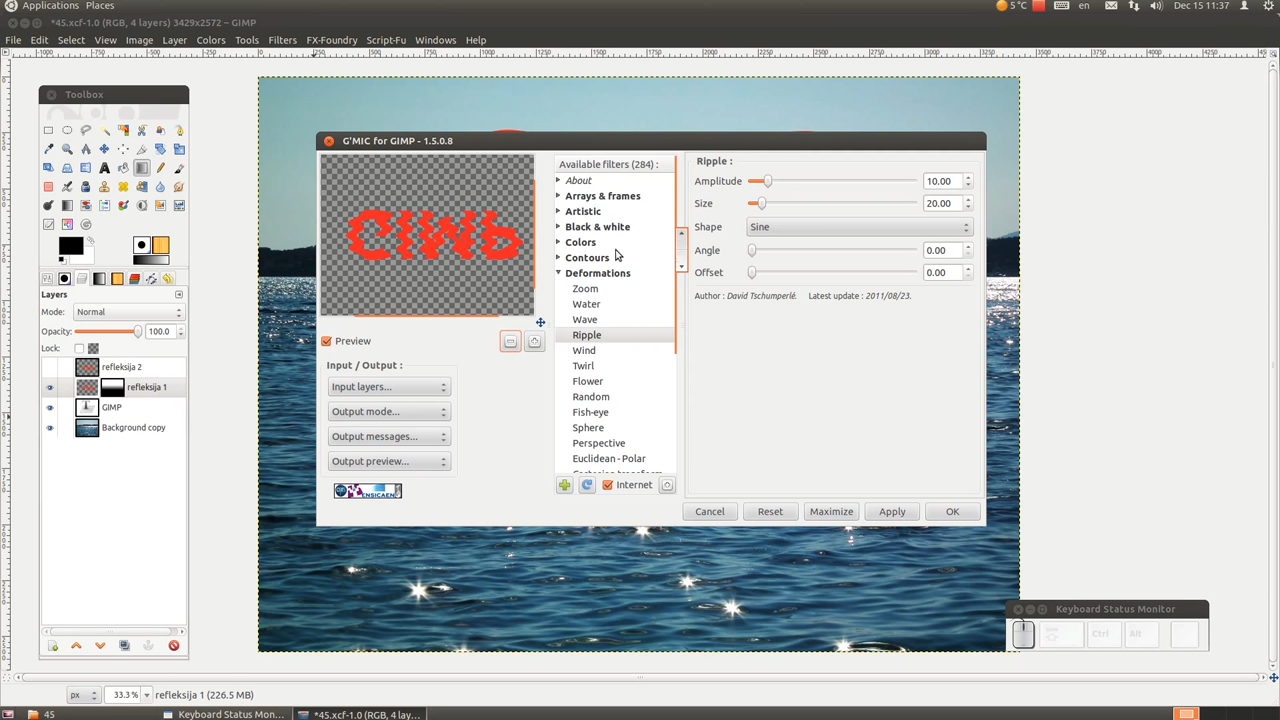 Applications Places
5 °C
en
Dec 15 11:37
*45.xcf-1.0 (RGB, 4 layers) 3429x2572 – GIMP
File Edit Select View Image Layer Colors Tools Filters FX-Foundry Script-Fu Windows Help
Toolbox
Layers
Mode: Normal
Opacity: 100.0
Lock:
refleksija 2
refleksija 1
GIMP
Background copy
G'MIC for GIMP - 1.5.0.8
Preview
Input / Output :
Input layers...
Output mode...
Output messages...
Output preview...
ENSICAEN
Available filters (284) :
About
Arrays & frames
Artistic
Black & white
Colors
Contours
Deformations
Zoom
Water
Wave
Ripple
Wind
Twirl
Flower
Random
Fish-eye
Sphere
Perspective
Euclidean - Polar
Internet
Ripple :
Amplitude 10.00
Size 20.00
Shape Sine
Angle 0.00
Offset 0.00
Author : David Tschumperlé. Latest update : 2011/08/23.
Cancel Reset Maximize Apply OK
Keyboard Status Monitor
Ctrl Alt
px 33.3 % refleksija 1 (226.5 MB)
45 Keyboard Status Mon... *45.xcf-1.0 (RGB, 4 lay...